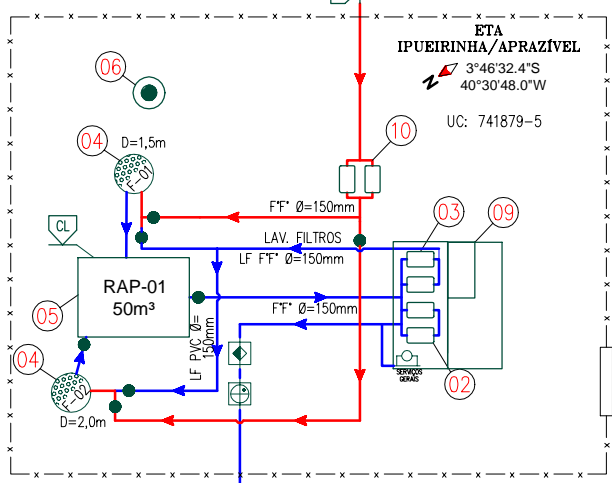 ETA
IPUEIRINHA/APRAZÍVEL
3°46'32.4"S
40°30'48.0"W
N
UC: 741879-5
06
04
D=1,5m
F-01
10
F°F° Ø=150mm
CL
LAV. FILTROS
LF F°F° Ø=150mm
03
09
RAP-01
50m³
05
F°F° Ø=150mm
LF PVC Ø=
150mm
04
F-02
D=2,0m
SERVIÇOS
GERAIS
02